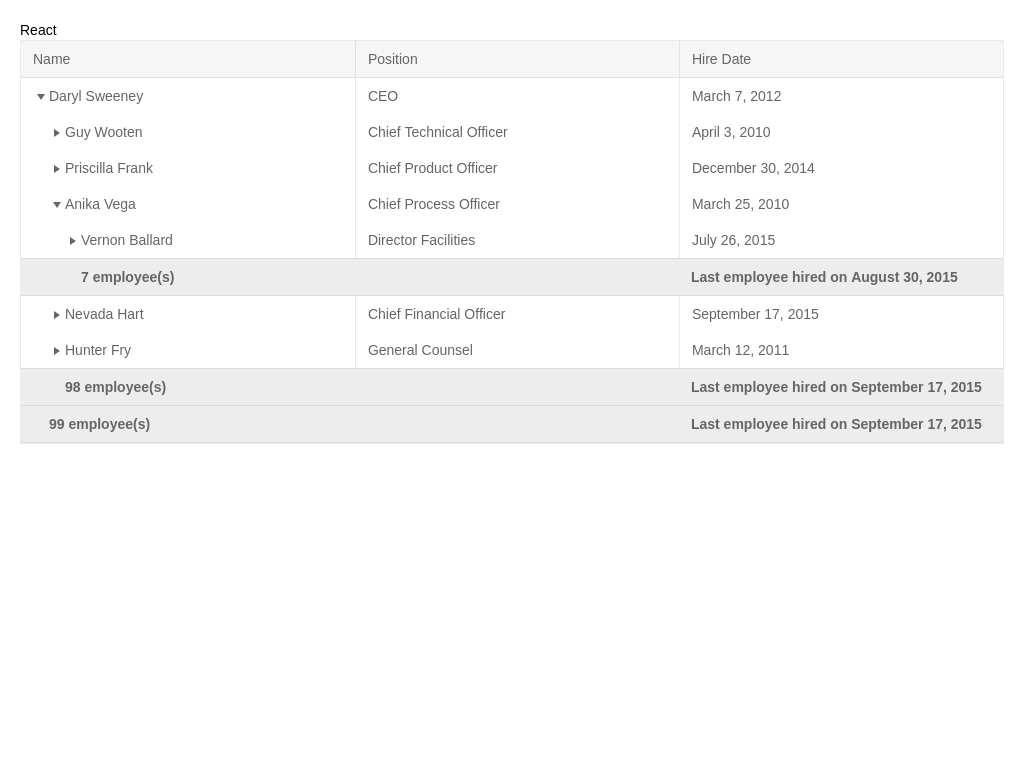 React
Name Position Hire Date
Daryl Sweeney CEO March 7, 2012
Guy Wooten Chief Technical Officer April 3, 2010
Priscilla Frank Chief Product Officer December 30, 2014
Anika Vega Chief Process Officer March 25, 2010
Vernon Ballard Director Facilities July 26, 2015
7 employee(s) Last employee hired on August 30, 2015
Nevada Hart Chief Financial Officer September 17, 2015
Hunter Fry General Counsel March 12, 2011
98 employee(s) Last employee hired on September 17, 2015
99 employee(s) Last employee hired on September 17, 2015